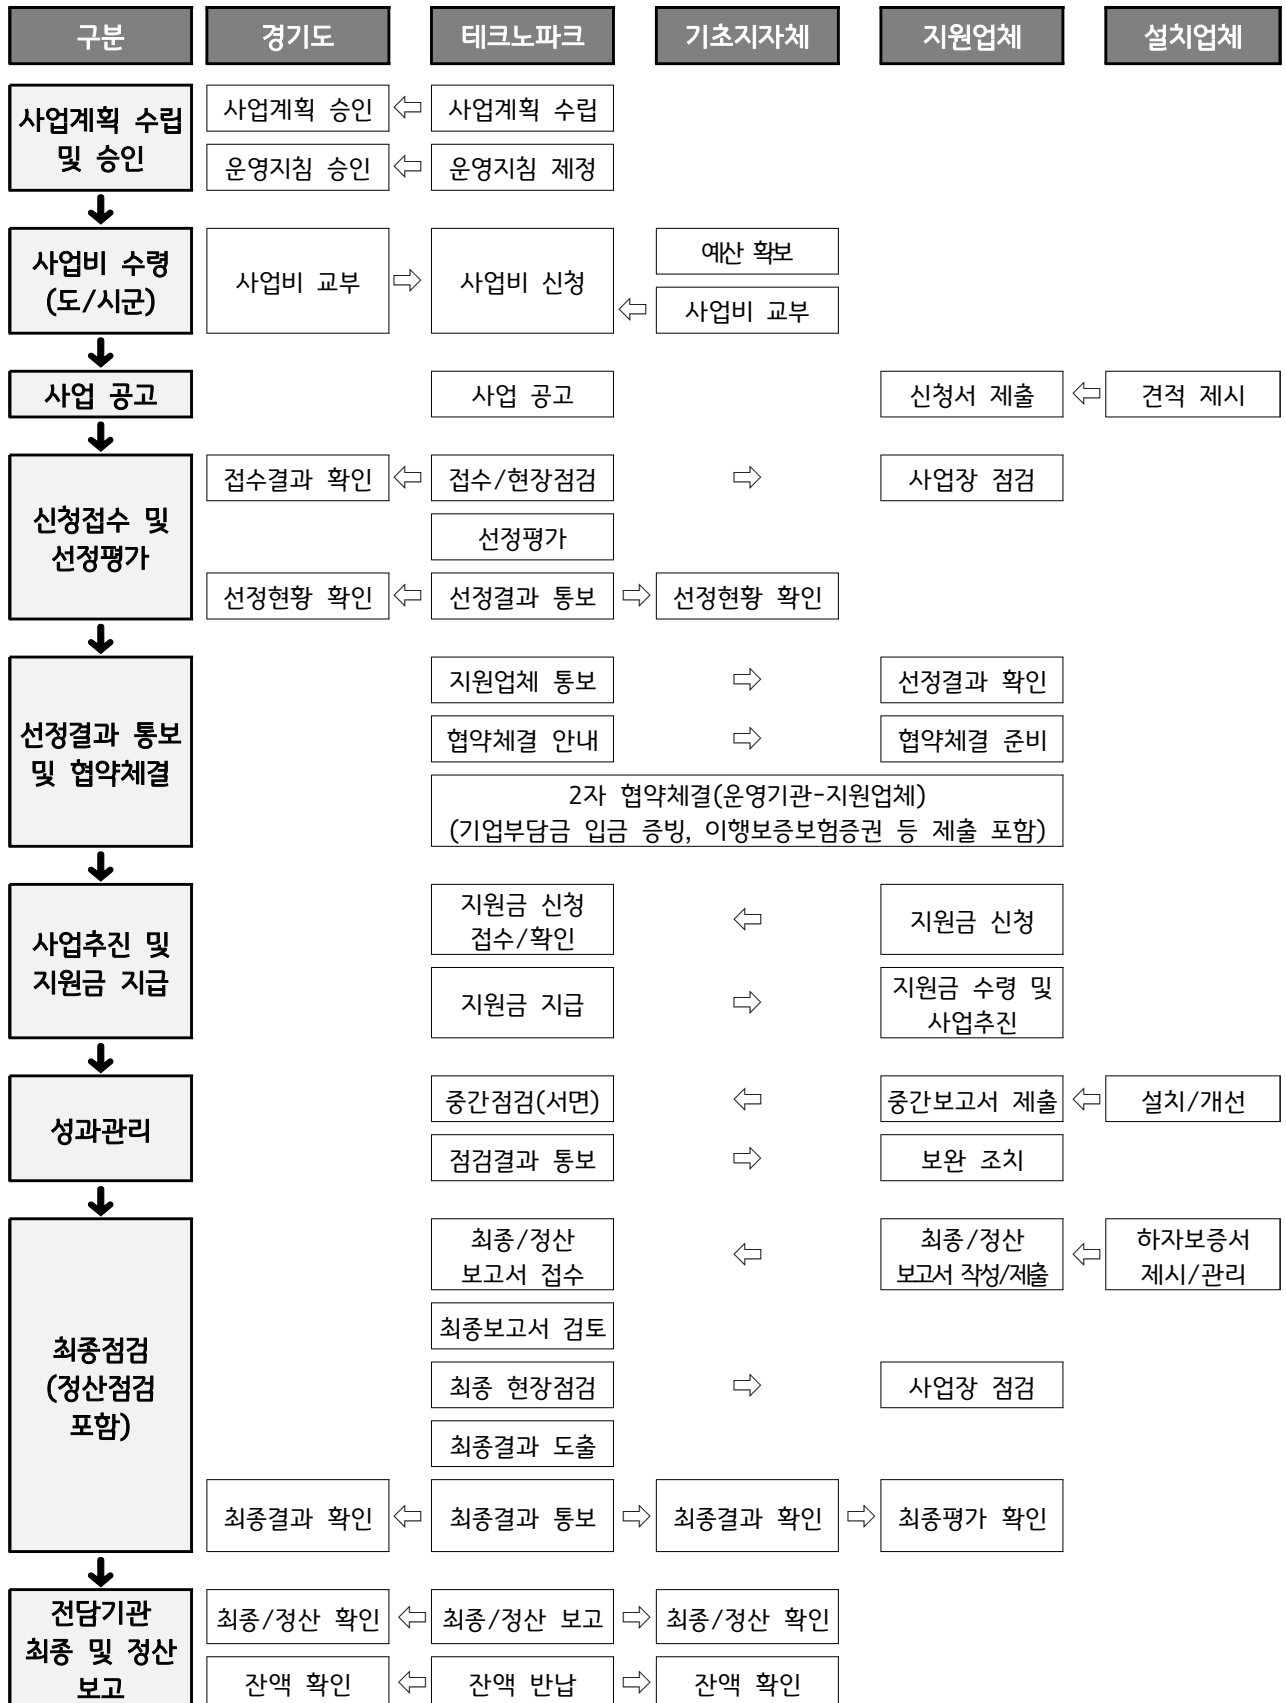 구분 경기도 테크노파크 기초지자체 지원업체 설치업체
사업계획 수립
및 승인
사업계획 승인 ⇦ 사업계획 수립
운영지침 승인 ⇦ 운영지침 제정
사업비 수령
(도/시군)
사업비 교부 ⇨ 사업비 신청
예산 확보
⇦ 사업비 교부
사업 공고 사업 공고 신청서 제출 ⇦ 견적 제시
신청접수 및
선정평가
접수결과 확인 ⇦ 접수/현장점검 ⇨ 사업장 점검
선정평가
선정현황 확인 ⇦ 선정결과 통보 ⇨ 선정현황 확인
선정결과 통보
및 협약체결
지원업체 통보 ⇨ 선정결과 확인
협약체결 안내 ⇨ 협약체결 준비
2자 협약체결(운영기관-지원업체)
(기업부담금 입금 증빙, 이행보증보험증권 등 제출 포함)
사업추진 및
지원금 지급
지원금 신청
접수/확인
⇦ 지원금 신청
지원금 지급 ⇨
지원금 수령 및
사업추진
성과관리
중간점검(서면) ⇦ 중간보고서 제출 ⇦ 설치/개선
점검결과 통보 ⇨ 보완 조치
최종점검
(정산점검
포함)
최종/정산
보고서 접수
⇦
최종/정산
보고서 작성/제출
⇦
하자보증서
제시/관리
최종보고서 검토
최종 현장점검 ⇨ 사업장 점검
최종결과 도출
최종결과 확인 ⇦ 최종결과 통보 ⇨ 최종결과 확인 ⇨ 최종평가 확인
전담기관
최종 및 정산
보고
최종/정산 확인 ⇦ 최종/정산 보고 ⇨ 최종/정산 확인
잔액 확인 ⇦ 잔액 반납 ⇨ 잔액 확인